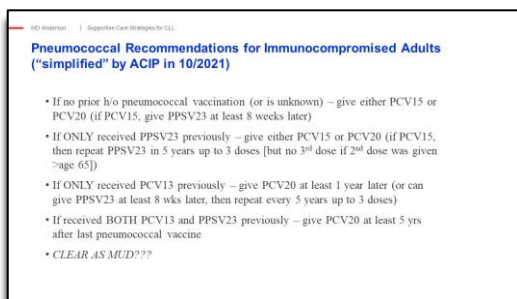 MD Anderson | Supportive Care Strategies for CLL
Pneumococcal Recommendations for Immunocompromised Adults
("simplified" by ACIP in 10/2021)
• If no prior h/o pneumococcal vaccination (or is unknown) – give either PCV15 or
PCV20 (if PCV15, give PPSV23 at least 8 weeks later)
• If ONLY received PPSV23 previously – give either PCV15 or PCV20 (if PCV15,
then repeat PPSV23 in 5 years up to 3 doses [but no 3rd dose if 2nd dose was given
>age 65])
• If ONLY received PCV13 previously – give PCV20 at least 1 year later (or can
give PPSV23 at least 8 wks later, then repeat every 5 years up to 3 doses)
• If received BOTH PCV13 and PPSV23 previously – give PCV20 at least 5 yrs
after last pneumococcal vaccine
• CLEAR AS MUD???